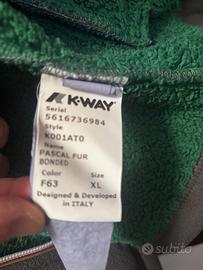 K-WAY
Serial
5616736984
Style
K001AT0
Name
PASCAL FUR
BONDED
Color Size
F63 XL
Designed & Developed
in ITALY
subito